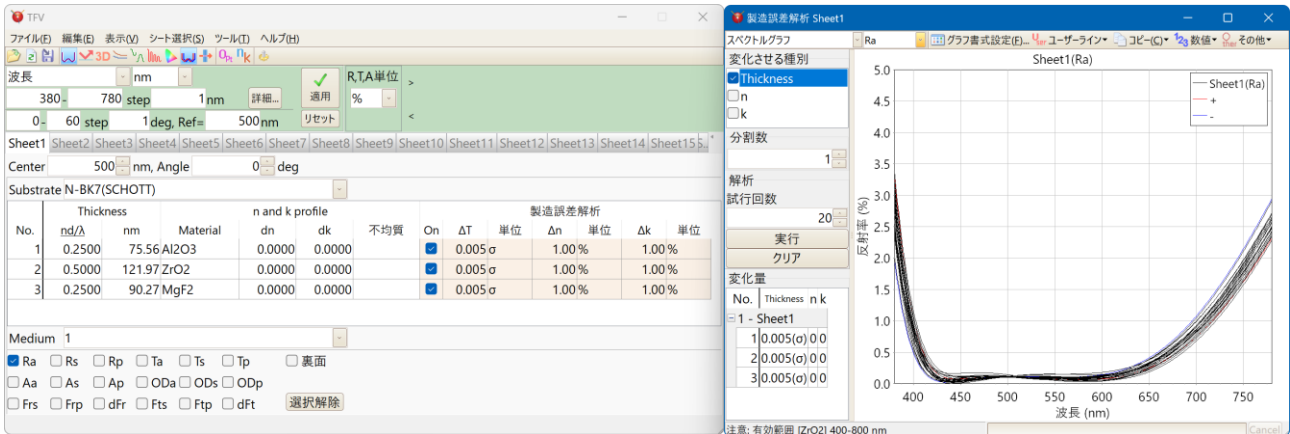 TFV
ファイル(F) 編集(E) 表示(V) シート選択(S) ツール(T) ヘルプ(H)
3D
波長 nm
380 - 780 step 1 nm 詳細... 適用
0 - 60 step 1 deg, Ref= 500 nm リセット
R,T,A単位 >
%
<
Sheet1 Sheet2 Sheet3 Sheet4 Sheet5 Sheet6 Sheet7 Sheet8 Sheet9 Sheet10 Sheet11 Sheet12 Sheet13 Sheet14 Sheet15
Center 500 nm, Angle 0 deg
Substrate N-BK7(SCHOTT)
Thickness n and k profile 製造誤差解析
No. nd/λ nm Material dn dk 不均質 On ΔT 単位 Δn 単位 Δk 単位
1 0.2500 75.56 Al2O3 0.0000 0.0000 0.005 σ 1.00 % 1.00 %
2 0.5000 121.97 ZrO2 0.0000 0.0000 0.005 σ 1.00 % 1.00 %
3 0.2500 90.27 MgF2 0.0000 0.0000 0.005 σ 1.00 % 1.00 %
Medium 1
Ra Rs Rp Ta Ts Tp 裏面
Aa As Ap ODa ODs ODp
Frs Frp dFr Fts Ftp dFt 選択解除
製造誤差解析 Sheet1
スペクトルグラフ Ra グラフ書式設定(F)... ユーザーライン コピー(C) 数値 その他
変化させる種別
Thickness
n
k
分割数
1
解析
試行回数
20
実行
クリア
変化量
No. Thickness n k
1 - Sheet1
1 0.005(σ) 0 0
2 0.005(σ) 0 0
3 0.005(σ) 0 0
Sheet1(Ra)
Sheet1(Ra)
+
-
5.0
4.5
4.0
3.5
3.0
2.5
2.0
1.5
1.0
0.5
0.0
反射率 (%)
400 450 500 550 600 650 700 750
波長 (nm)
注意: 有効範囲 [ZrO2] 400-800 nm
Cancel